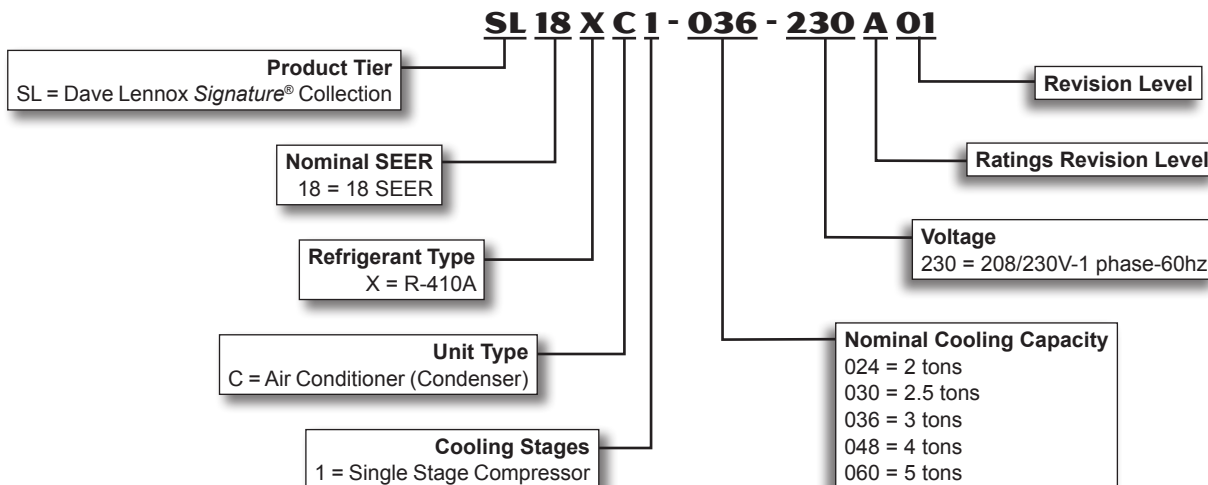 SL 18 X C 1 - 036 - 230 A 01
Product Tier
SL = Dave Lennox Signature® Collection
Nominal SEER
18 = 18 SEER
Refrigerant Type
X = R-410A
Unit Type
C = Air Conditioner (Condenser)
Cooling Stages
1 = Single Stage Compressor
Revision Level
Ratings Revision Level
Voltage
230 = 208/230V-1 phase-60hz
Nominal Cooling Capacity
024 = 2 tons
030 = 2.5 tons
036 = 3 tons
048 = 4 tons
060 = 5 tons